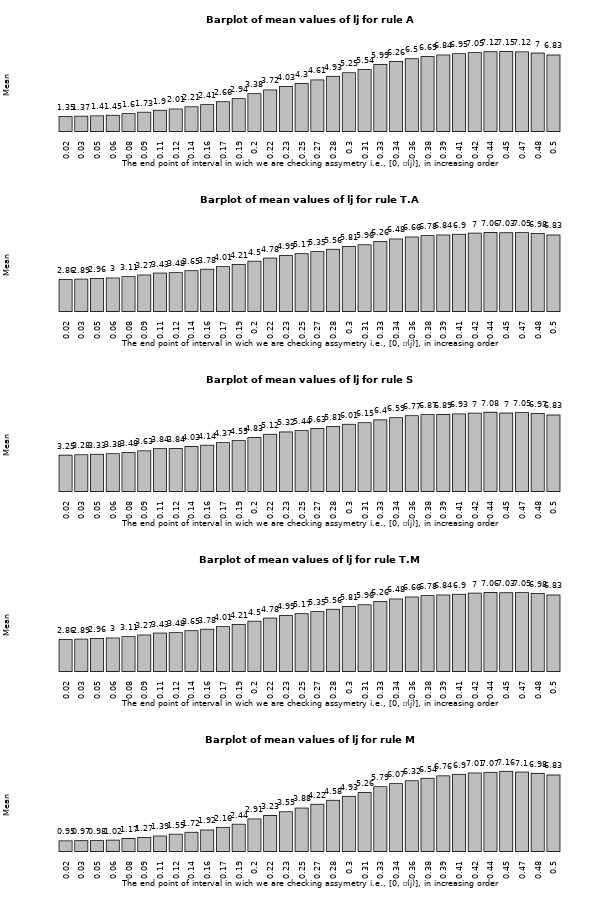 Barplot of mean values of lj for rule A
Mean
1.35 1.37 1.4 1.45 1.6 1.73 1.9 2.01 2.21 2.41 2.66 2.94 3.38 3.72 4.03 4.3 4.61 4.93 5.25 5.54 5.99 6.26 6.5 6.69 6.84 6.95 7.05 7.12 7.15 7.12 7 6.83
0.02 0.03 0.05 0.06 0.08 0.09 0.11 0.12 0.14 0.16 0.17 0.19 0.2 0.22 0.23 0.25 0.27 0.28 0.3 0.31 0.33 0.34 0.36 0.38 0.39 0.41 0.42 0.44 0.45 0.47 0.48 0.5
The end point of interval in wich we are checking assymetry i.e., [0, □(j)], in increasing order
Barplot of mean values of lj for rule T.A
Mean
2.86 2.89 2.96 3 3.11 3.27 3.43 3.48 3.65 3.78 4.01 4.21 4.5 4.78 4.99 5.17 5.35 5.56 5.81 5.96 6.26 6.48 6.66 6.78 6.84 6.9 7 7.06 7.03 7.05 6.98 6.83
0.02 0.03 0.05 0.06 0.08 0.09 0.11 0.12 0.14 0.16 0.17 0.19 0.2 0.22 0.23 0.25 0.27 0.28 0.3 0.31 0.33 0.34 0.36 0.38 0.39 0.41 0.42 0.44 0.45 0.47 0.48 0.5
The end point of interval in wich we are checking assymetry i.e., [0, □(j)], in increasing order
Barplot of mean values of lj for rule S
Mean
3.25 3.28 3.33 3.38 3.48 3.63 3.84 3.84 4.03 4.14 4.37 4.55 4.83 5.12 5.32 5.44 5.63 5.81 6.01 6.15 6.4 6.59 6.77 6.87 6.89 6.93 7 7.08 7 7.05 6.97 6.83
0.02 0.03 0.05 0.06 0.08 0.09 0.11 0.12 0.14 0.16 0.17 0.19 0.2 0.22 0.23 0.25 0.27 0.28 0.3 0.31 0.33 0.34 0.36 0.38 0.39 0.41 0.42 0.44 0.45 0.47 0.48 0.5
The end point of interval in wich we are checking assymetry i.e., [0, □(j)], in increasing order
Barplot of mean values of lj for rule T.M
Mean
2.86 2.89 2.96 3 3.11 3.27 3.43 3.48 3.65 3.78 4.01 4.21 4.5 4.78 4.99 5.17 5.35 5.56 5.81 5.96 6.26 6.48 6.66 6.78 6.84 6.9 7 7.06 7.03 7.05 6.98 6.83
0.02 0.03 0.05 0.06 0.08 0.09 0.11 0.12 0.14 0.16 0.17 0.19 0.2 0.22 0.23 0.25 0.27 0.28 0.3 0.31 0.33 0.34 0.36 0.38 0.39 0.41 0.42 0.44 0.45 0.47 0.48 0.5
The end point of interval in wich we are checking assymetry i.e., [0, □(j)], in increasing order
Barplot of mean values of lj for rule M
Mean
0.95 0.97 0.98 1.02 1.17 1.27 1.39 1.55 1.72 1.92 2.16 2.44 2.91 3.23 3.55 3.88 4.22 4.58 4.93 5.26 5.79 6.07 6.32 6.54 6.76 6.9 7.01 7.07 7.16 7.1 6.98 6.83
0.02 0.03 0.05 0.06 0.08 0.09 0.11 0.12 0.14 0.16 0.17 0.19 0.2 0.22 0.23 0.25 0.27 0.28 0.3 0.31 0.33 0.34 0.36 0.38 0.39 0.41 0.42 0.44 0.45 0.47 0.48 0.5
The end point of interval in wich we are checking assymetry i.e., [0, □(j)], in increasing order